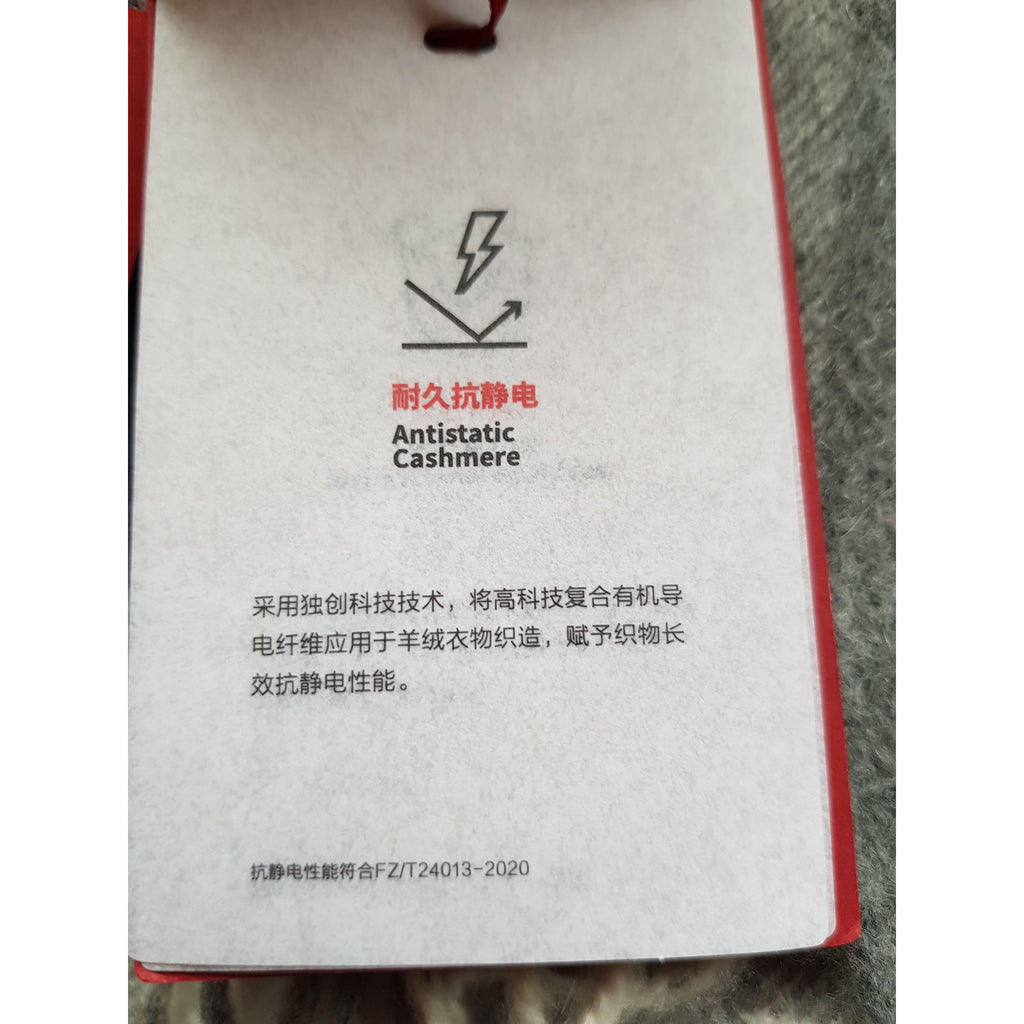 耐久抗静电
Antistatic
Cashmere
采用独创科技技术，将高科技复合有机导
电纤维应用于羊绒衣物织造，赋予织物长
效抗静电性能。
抗静电性能符合FZ/T24013-2020